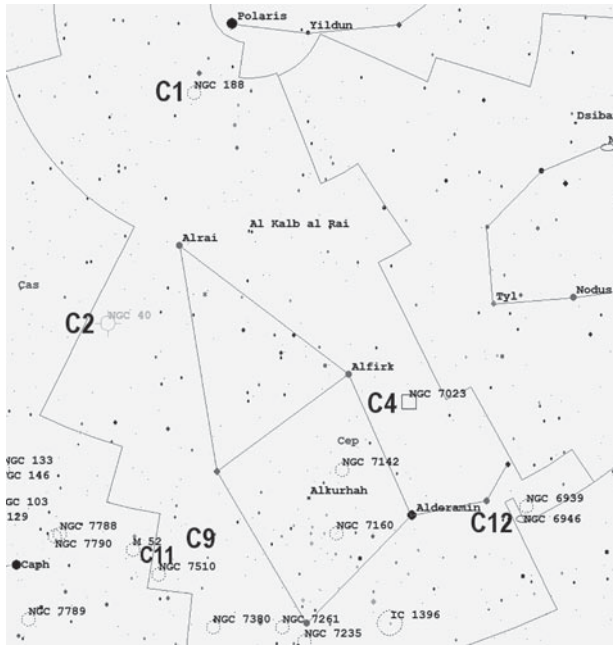 Polaris
Yildun
C1
NGC 188
Dsiba
Al Kalb al Rai
Alrai
Cas
Tyl
Nodus
C2
NGC 40
Alfirk
C4
NGC 7023
Cep
NGC 133
NGC 7142
NGC 146
Alkurhah
NGC 6939
NGC 103
129
Alderamin
C12
NGC 6946
NGC 7788
NGC 7160
NGC 7790
M 52
C9
C11
Caph
NGC 7510
NGC 7789
NGC 7380
NGC 7261
IC 1396
NGC 7235